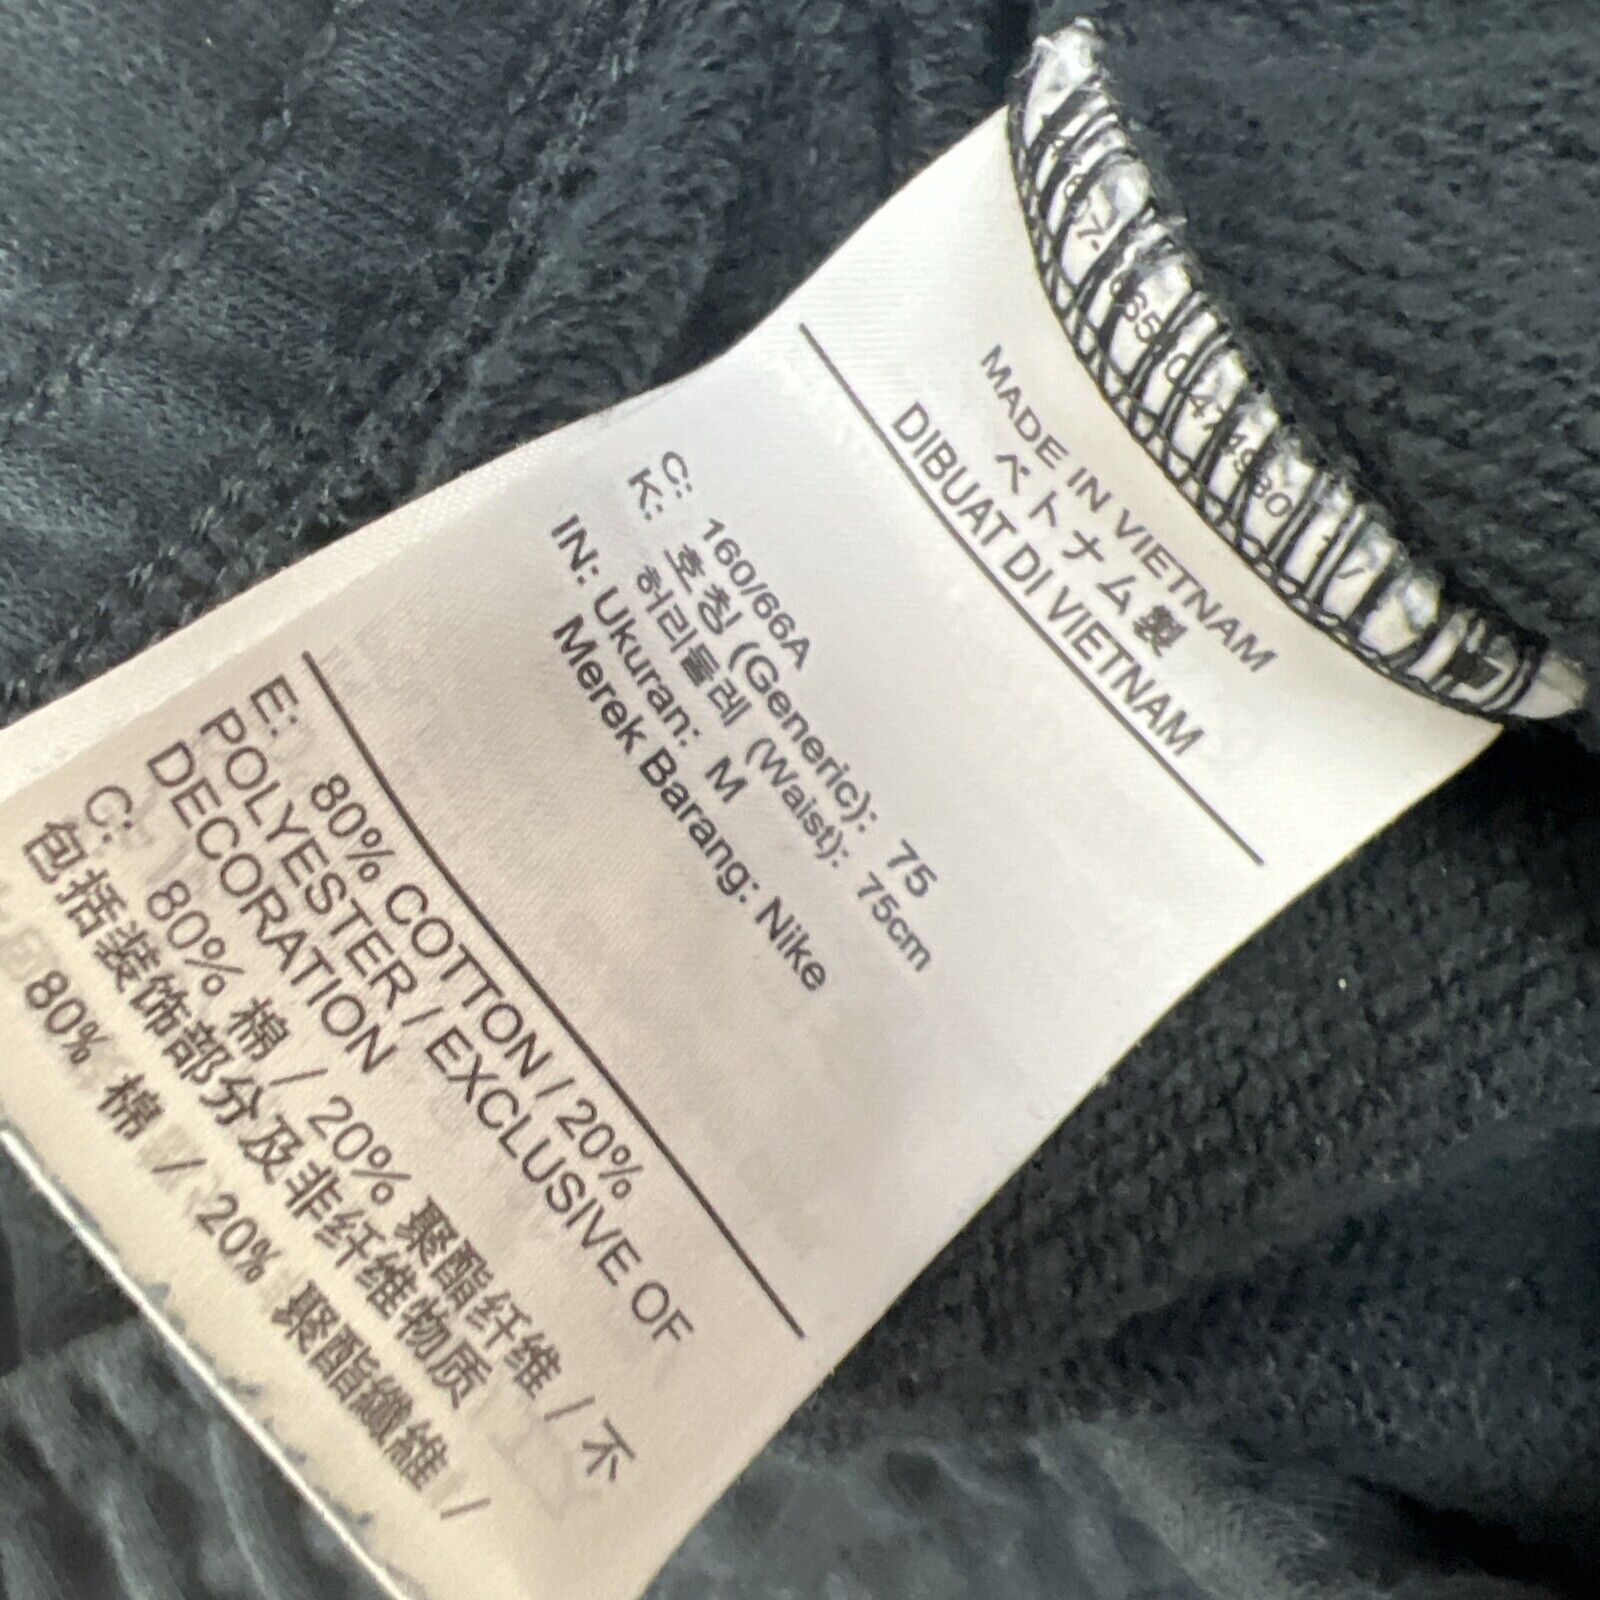 MADE IN VIETNAM
ベトナム製
DIBUAT DI VIETNAM
C: 160/66A
K: 호칭 (Generic): 75
허리둘레 (Waist): 75cm
IN: Ukuran: M
Merek Barang: Nike
E: 80% COTTON / 20%
POLYESTER / EXCLUSIVE OF
DECORATION
C: 80% 棉 / 20% 聚酯纤维 / 不
包括装饰部分及非纤维物质
80% 棉 / 20% 聚酯纖維 /